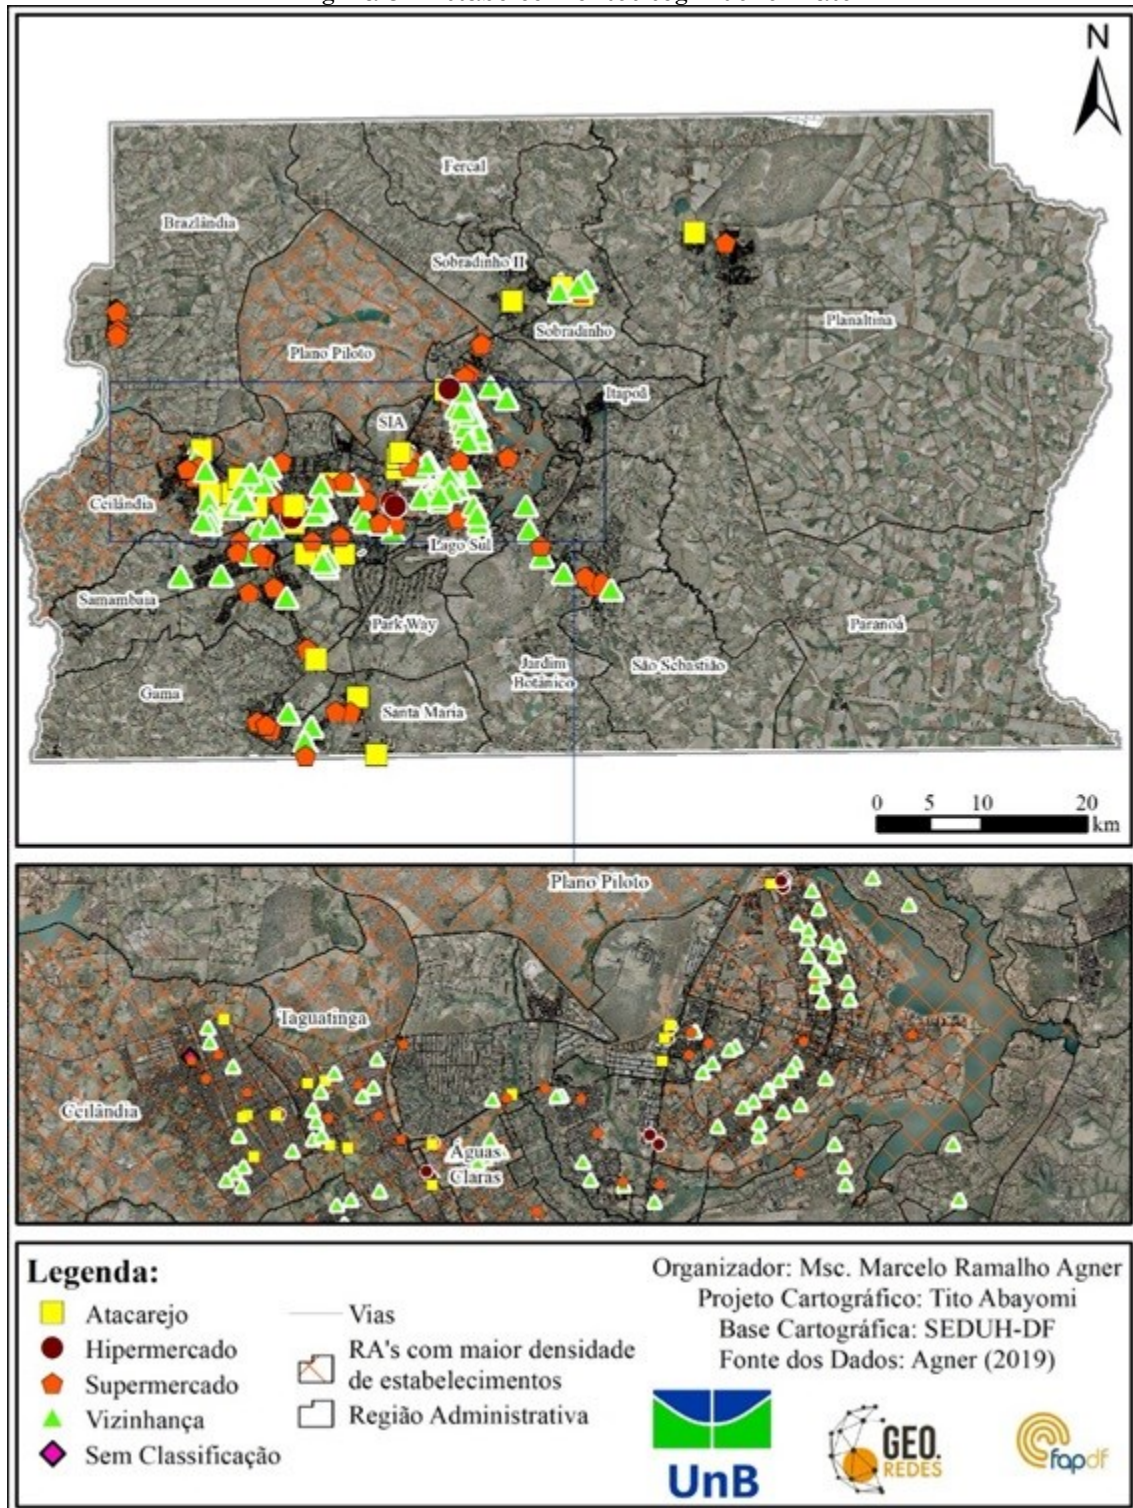 N
Fercal
Brazlândia
Sobradinho II
Sobradinho
Planaltina
Plano Piloto
Itapoã
SIA
Ceilândia
Lago Sul
Samambaia
Park Way
Paranoá
Jardim
Botânico
São Sebastião
Gama
Santa Maria
0 5 10 20
km
Plano Piloto
Taguatinga
Ceilândia
Águas
Claras
Legenda:
Atacarejo
Hipermercado
Supermercado
Vizinhança
Sem Classificação
Vias
RA's com maior densidade
de estabelecimentos
Região Administrativa
Organizador: Msc. Marcelo Ramalho Agner
Projeto Cartográfico: Tito Abayomi
Base Cartográfica: SEDUH-DF
Fonte dos Dados: Agner (2019)
UnB
GEO.
REDES
fapdf